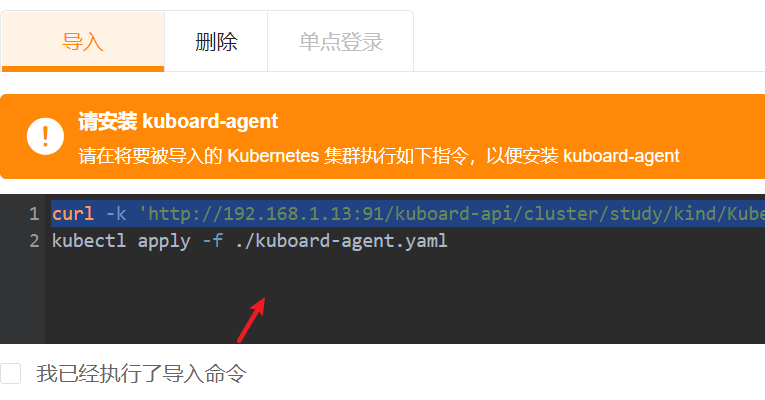 导入 删除 单点登录
请安装 kuboard-agent
请在将要被导入的 Kubernetes 集群执行如下指令，以便安装 kuboard-agent
1 curl -k 'http://192.168.1.13:91/kuboard-api/cluster/study/kind/Kube
2 kubectl apply -f ./kuboard-agent.yaml
我已经执行了导入命令